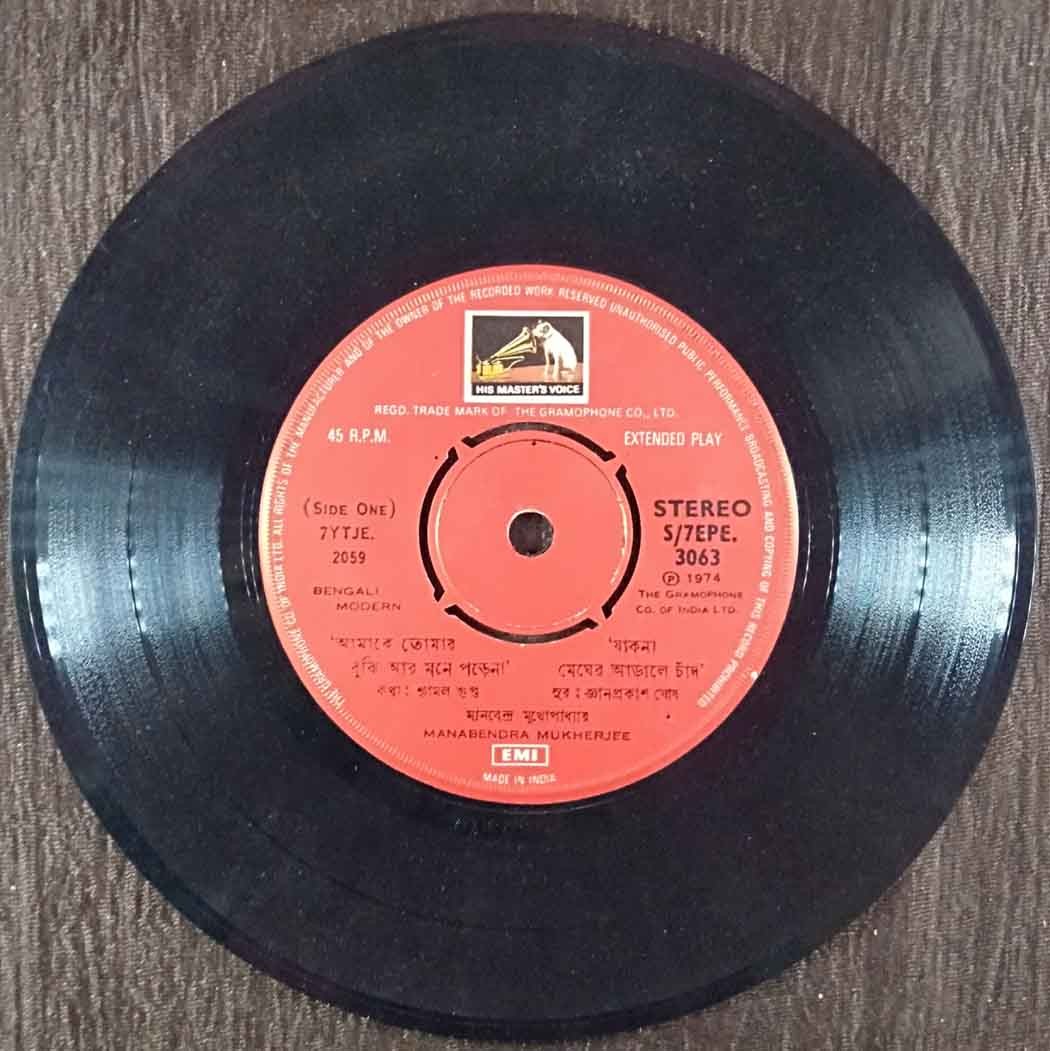 THE GRAMOPHONE CO. OF INDIA LTD. ALL RIGHTS OF THE MANUFACTURER AND OF THE OWNER OF THE RECORDED WORK RESERVED UNAUTHORISED PUBLIC PERFORMANCE BROADCASTING AND COPYING OF THIS RECORD PROHIBITED
HIS MASTER'S VOICE
REGD. TRADE MARK OF THE GRAMOPHONE CO., LTD.
45 R.P.M. EXTENDED PLAY
(SIDE ONE) STEREO
7YTJE. S/7EPE.
2059 3063
℗ 1974
BENGALI THE GRAMOPHONE
MODERN CO. OF INDIA LTD.
'আমাকে তোমার 'যাকনা
বুঝি আর মনে পড়েনা' মেঘের আড়ালে চাঁদ'
কথা : শ্যামল গুপ্ত সুর : জ্ঞানপ্রকাশ ঘোষ
মানবেন্দ্র মুখোপাধ্যায়
MANABENDRA MUKHERJEE
EMI
MADE IN INDIA